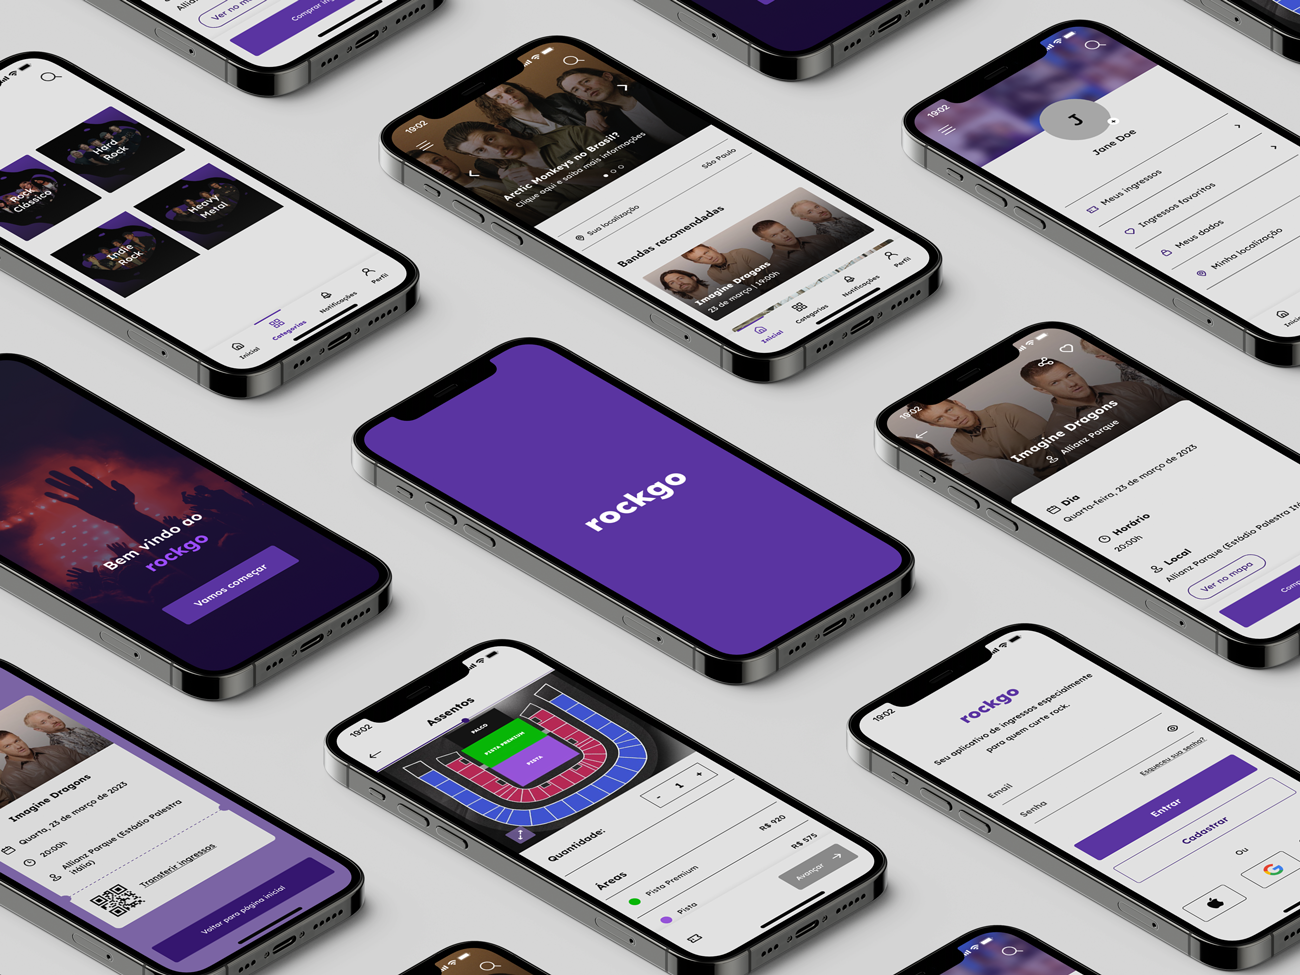 Ver no m
Comprar ing
Hard
Rock
Rock
Clássico
Heavy
Metal
Indie
Rock
Inicial
Categorias
Notificações
Perfil
19:02
Arctic Monkeys no Brasil?
Clique aqui e saiba mais informações
Sua localização
São Paulo
Bandas recomendadas
Imagine Dragons
23 de março | 19:00h
Inicial
Categorias
Notificações
Perfil
19:02
J
Jane Doe
Meus ingressos
Ingressos favoritos
Meus dados
Minha localização
Inici
Bem vindo ao
rockgo
Vamos começar
rockgo
19:02
Imagine Dragons
Allianz Parque
Dia
Quarta-feira, 23 de março de 2023
Horário
20:00h
Local
Allianz Parque (Estádio Palestra Itá
Ver no mapa
Comp
Imagine Dragons
Quarta, 23 de março de 2023
20:00h
Allianz Parque (Estádio Palestra
Itália)
Transferir ingressos
Voltar para página inicial
19:02
Assentos
PALCO
PISTA PREMIUM
PISTA
Quantidade:
- 1 +
Áreas
Pista Premium
R$ 920
Pista
R$ 575
Avançar
19:02
rockgo
Seu aplicativo de ingressos especialmente
para quem curte rock.
Email
Senha
Esqueceu sua senha?
Entrar
Cadastrar
Ou